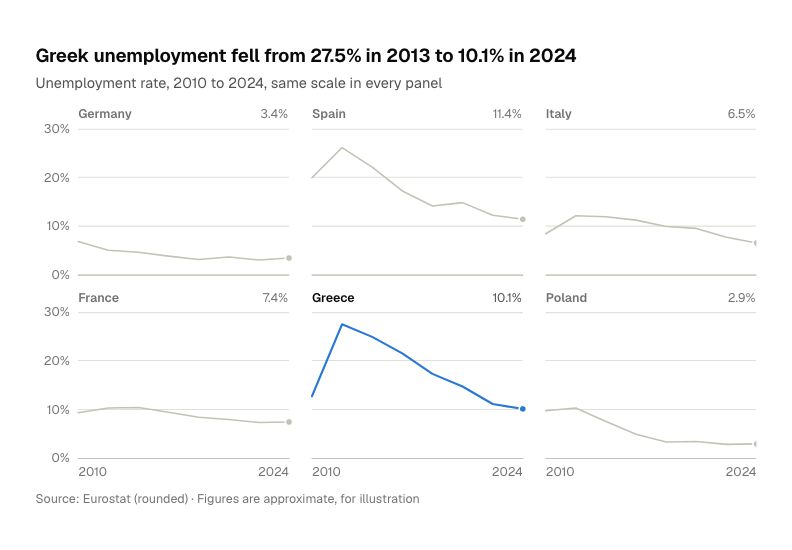 Greek unemployment fell from 27.5% in 2013 to 10.1% in 2024
Unemployment rate, 2010 to 2024, same scale in every panel
Germany 3.4% Spain 11.4% Italy 6.5%
30%
20%
10%
0%
France 7.4% Greece 10.1% Poland 2.9%
30%
20%
10%
0%
2010 2024 2010 2024 2010 2024
Source: Eurostat (rounded) · Figures are approximate, for illustration